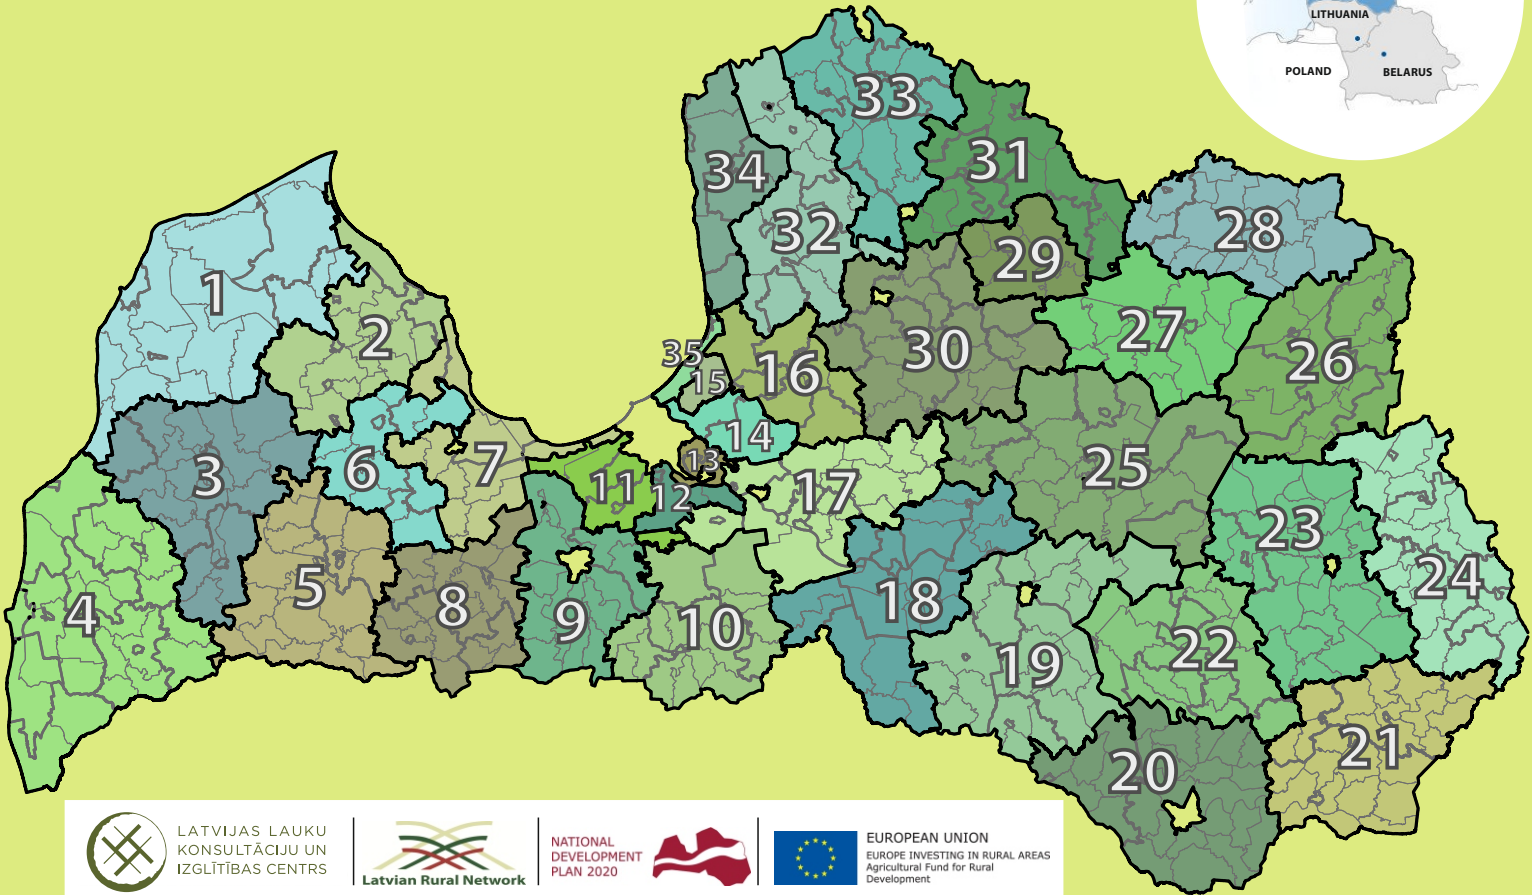 LITHUANIA
POLAND
BELARUS
33
31
34
28
32
29
1
27
2
30
26
35
15
16
14
3
6
7
13
11
12
17
25
23
5
8
18
24
4
9
10
22
19
21
20
LATVIJAS LAUKU
KONSULTĀCIJU UN
IZGLĪTĪBAS CENTRS
Latvian Rural Network
NATIONAL
DEVELOPMENT
PLAN 2020
EUROPEAN UNION
EUROPE INVESTING IN RURAL AREAS
Agricultural Fund for Rural
Development